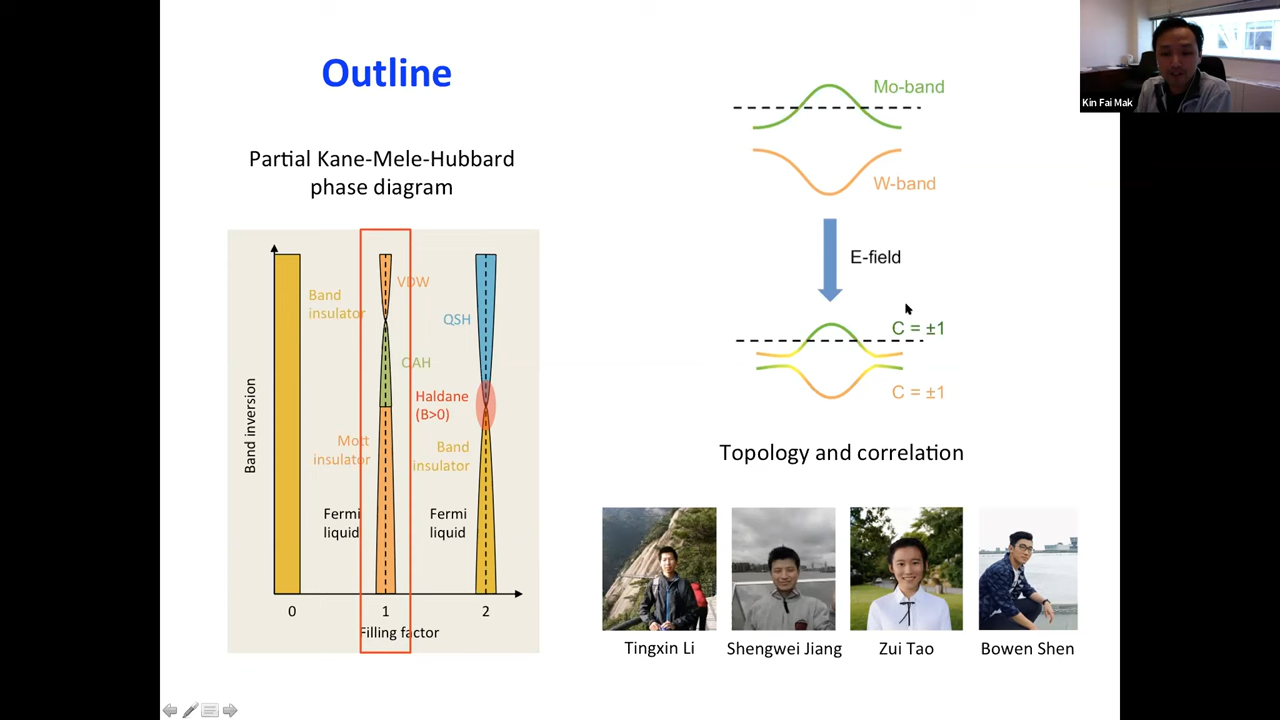 Outline
Partial Kane-Mele-Hubbard
phase diagram
Band inversion
Band
insulator
VDW
QSH
QAH
Haldane
(B>0)
Mott
insulator
Band
insulator
Fermi
liquid
Fermi
liquid
0
1
2
Filling factor
Mo-band
W-band
E-field
C = ±1
C = ±1
Topology and correlation
Tingxin Li
Shengwei Jiang
Zui Tao
Bowen Shen
Kin Fai Mak